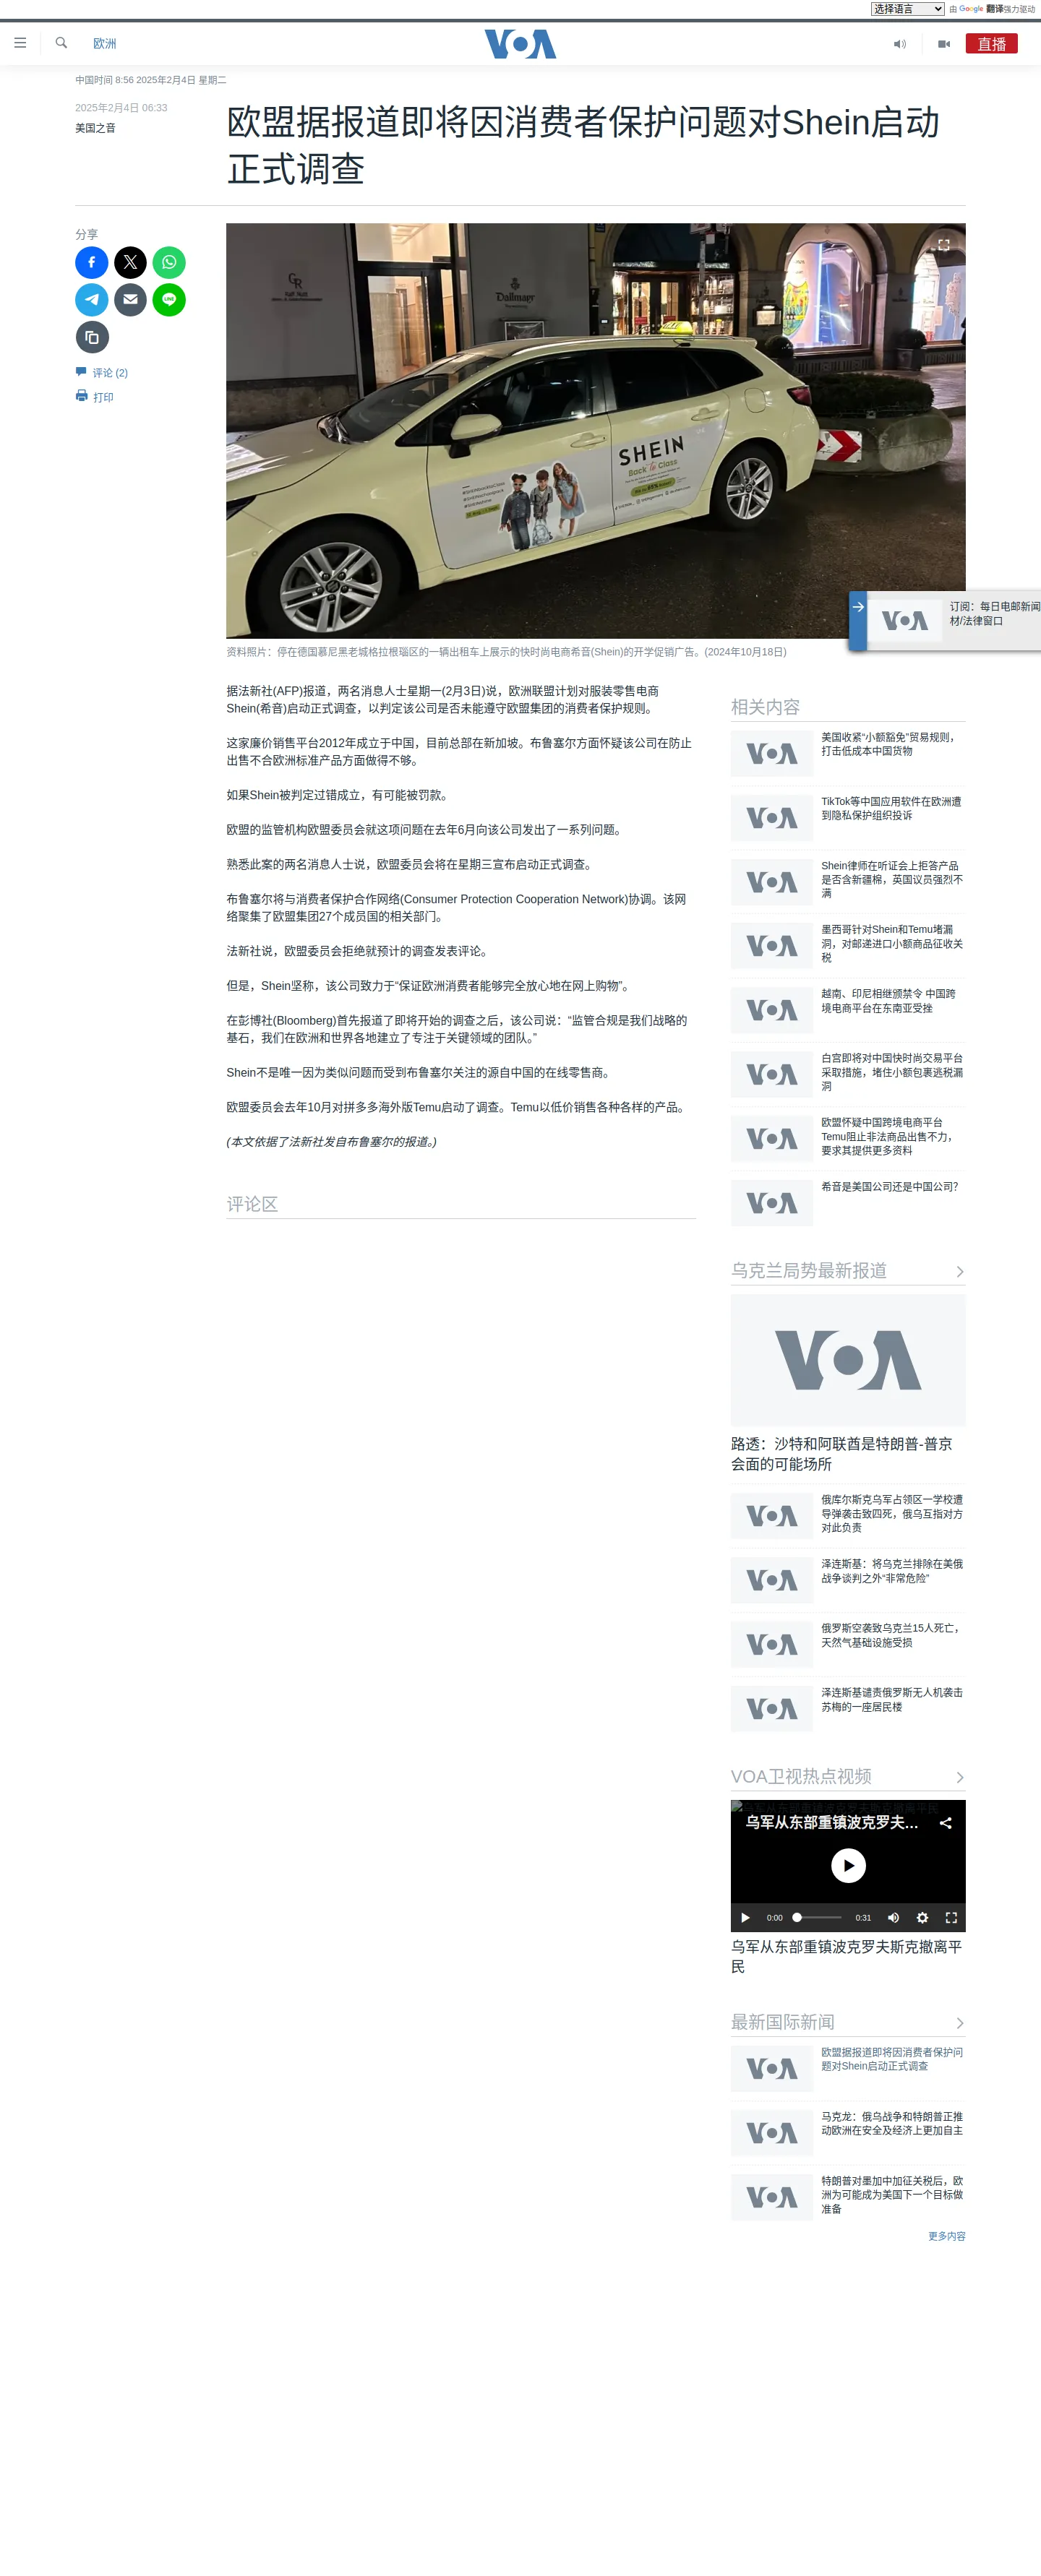 选择语言 由 Google 翻译强力驱动
欧洲
VOA
直播
中国时间 8:56 2025年2月4日 星期二
2025年2月4日 06:33
美国之音
欧盟据报道即将因消费者保护问题对Shein启动
正式调查
分享
评论 (2)
打印
Dallmayr
SHEIN
Back To Class
订阅：每日电邮新闻
材/法律窗口
VOA
资料照片：停在德国慕尼黑老城格拉根瑙区的一辆出租车上展示的快时尚电商希音(Shein)的开学促销广告。(2024年10月18日)
据法新社(AFP)报道，两名消息人士星期一(2月3日)说，欧洲联盟计划对服装零售电商
Shein(希音)启动正式调查，以判定该公司是否未能遵守欧盟集团的消费者保护规则。
这家廉价销售平台2012年成立于中国，目前总部在新加坡。布鲁塞尔方面怀疑该公司在防止
出售不合欧洲标准产品方面做得不够。
如果Shein被判定过错成立，有可能被罚款。
欧盟的监管机构欧盟委员会就这项问题在去年6月向该公司发出了一系列问题。
熟悉此案的两名消息人士说，欧盟委员会将在星期三宣布启动正式调查。
布鲁塞尔将与消费者保护合作网络(Consumer Protection Cooperation Network)协调。该网
络聚集了欧盟集团27个成员国的相关部门。
法新社说，欧盟委员会拒绝就预计的调查发表评论。
但是，Shein坚称，该公司致力于“保证欧洲消费者能够完全放心地在网上购物”。
在彭博社(Bloomberg)首先报道了即将开始的调查之后，该公司说：“监管合规是我们战略的
基石，我们在欧洲和世界各地建立了专注于关键领域的团队。”
Shein不是唯一因为类似问题而受到布鲁塞尔关注的源自中国的在线零售商。
欧盟委员会去年10月对拼多多海外版Temu启动了调查。Temu以低价销售各种各样的产品。
(本文依据了法新社发自布鲁塞尔的报道。)
评论区
相关内容
VOA
美国收紧“小额豁免”贸易规则，
打击低成本中国货物
VOA
TikTok等中国应用软件在欧洲遭
到隐私保护组织投诉
VOA
Shein律师在听证会上拒答产品
是否含新疆棉，英国议员强烈不
满
VOA
墨西哥针对Shein和Temu堵漏
洞，对邮递进口小额商品征收关
税
VOA
越南、印尼相继颁禁令 中国跨
境电商平台在东南亚受挫
VOA
白宫即将对中国快时尚交易平台
采取措施，堵住小额包裹逃税漏
洞
VOA
欧盟怀疑中国跨境电商平台
Temu阻止非法商品出售不力，
要求其提供更多资料
VOA
希音是美国公司还是中国公司？
乌克兰局势最新报道
VOA
路透：沙特和阿联酋是特朗普-普京
会面的可能场所
VOA
俄库尔斯克乌军占领区一学校遭
导弹袭击致四死，俄乌互指对方
对此负责
VOA
泽连斯基：将乌克兰排除在美俄
战争谈判之外“非常危险”
VOA
俄罗斯空袭致乌克兰15人死亡，
天然气基础设施受损
VOA
泽连斯基谴责俄罗斯无人机袭击
苏梅的一座居民楼
VOA卫视热点视频
乌军从东部重镇波克罗夫斯克撤离平民
乌军从东部重镇波克罗夫...
0:00 0:31
乌军从东部重镇波克罗夫斯克撤离平
民
最新国际新闻
VOA
欧盟据报道即将因消费者保护问
题对Shein启动正式调查
VOA
马克龙：俄乌战争和特朗普正推
动欧洲在安全及经济上更加自主
VOA
特朗普对墨加中加征关税后，欧
洲为可能成为美国下一个目标做
准备
更多内容